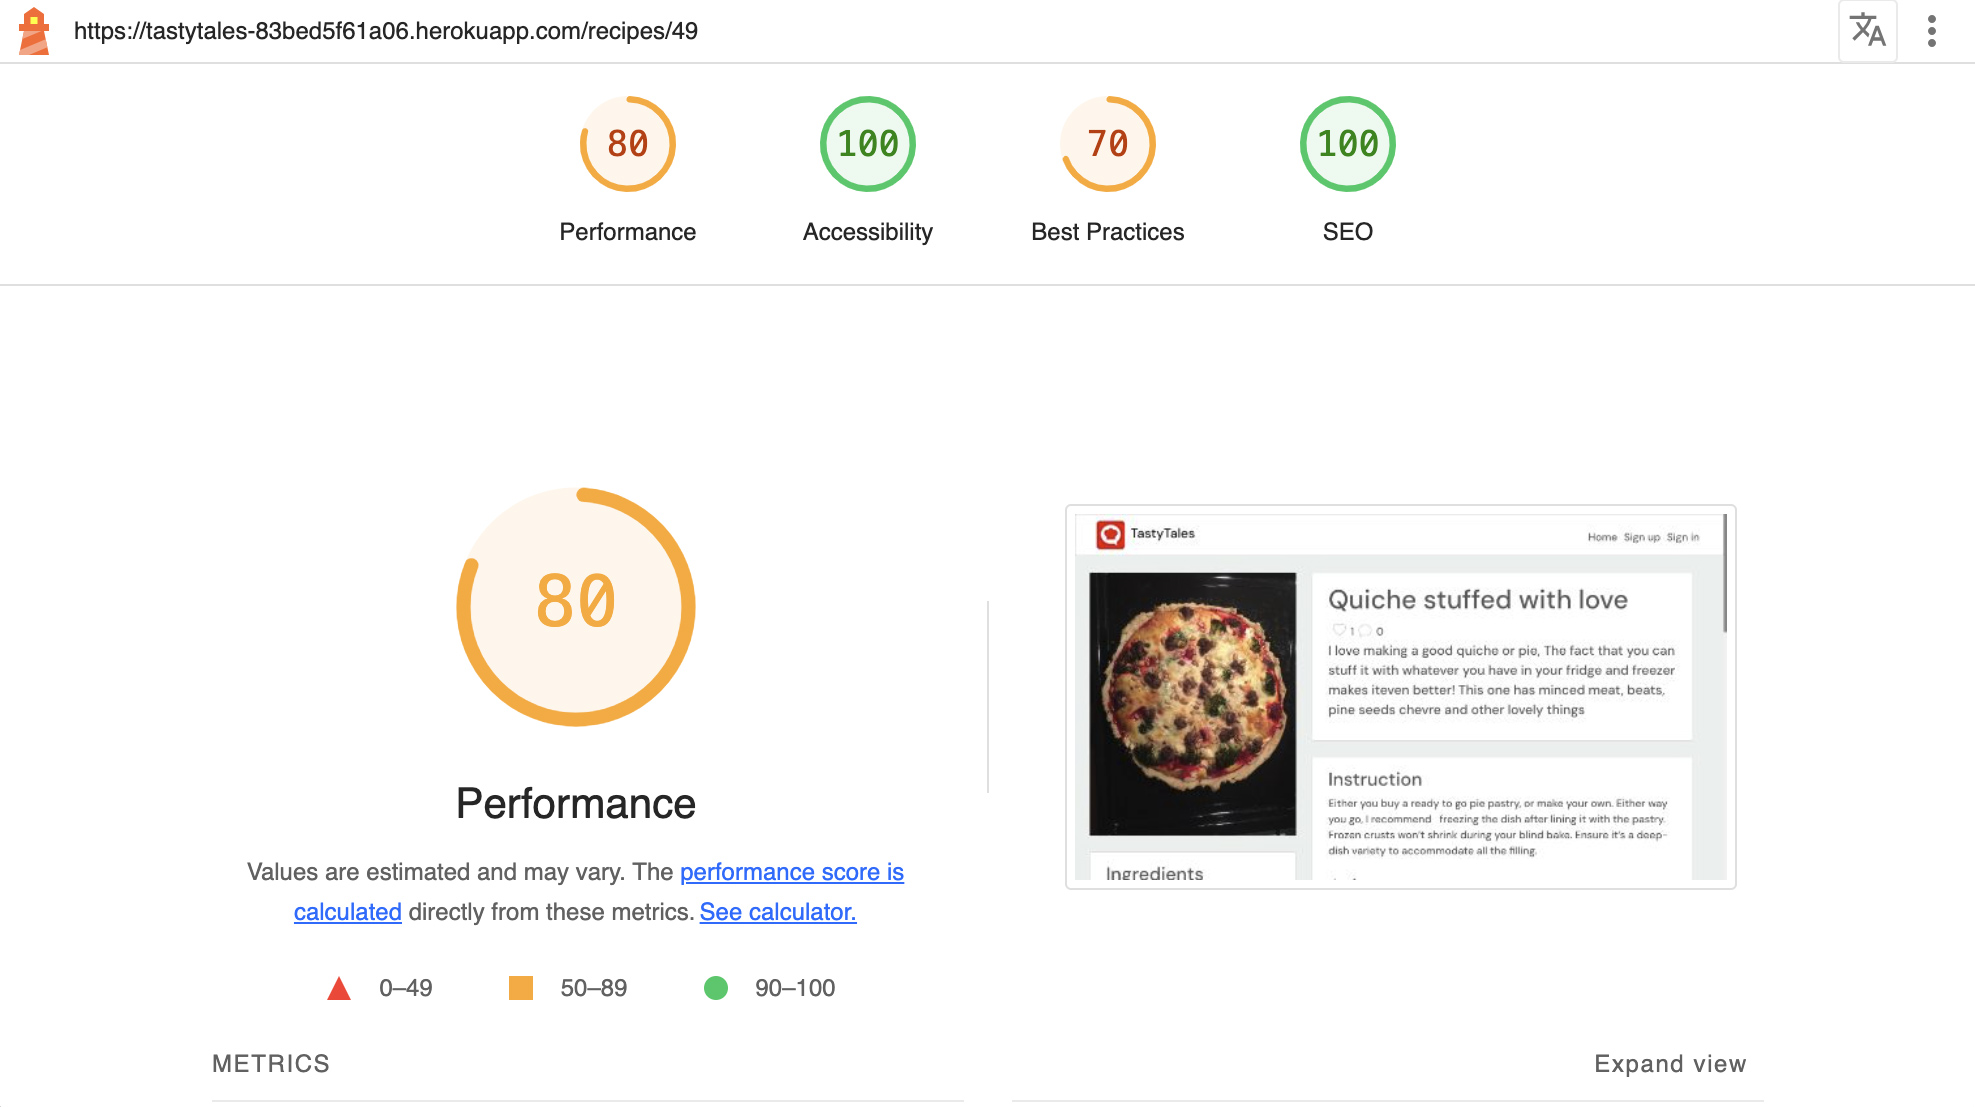 https://tastytales-83bed5f61a06.herokuapp.com/recipes/49
80
100
70
100
Performance
Accessibility
Best Practices
SEO
80
Performance
Values are estimated and may vary. The performance score is
calculated directly from these metrics. See calculator.
0–49
50–89
90–100
TastyTales
Home Sign up Sign in
Quiche stuffed with love
1 0
I love making a good quiche or pie, The fact that you can
stuff it with whatever you have in your fridge and freezer
makes iteven better! This one has minced meat, beats,
pine seeds chevre and other lovely things
Instruction
Either you buy a ready to go pie pastry, or make your own. Either way
you go, I recommend freezing the dish after lining it with the pastry.
Frozen crusts won't shrink during your blind bake. Ensure it's a deep-
dish variety to accommodate all the filling.
Ingredients
METRICS
Expand view